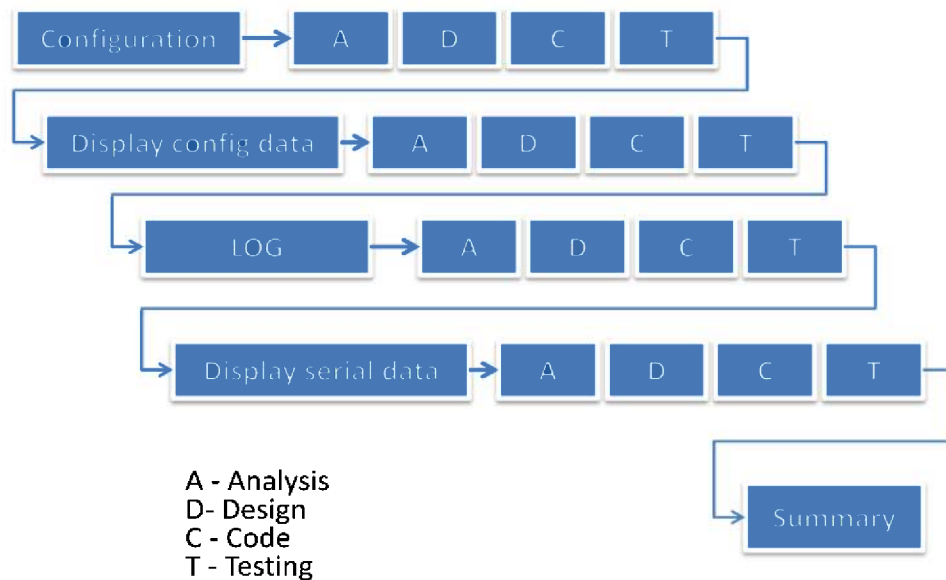 Configuration A D C T
Display config data A D C T
LOG A D C T
Display serial data A D C T
A - Analysis
D- Design
C - Code
T - Testing
Summary